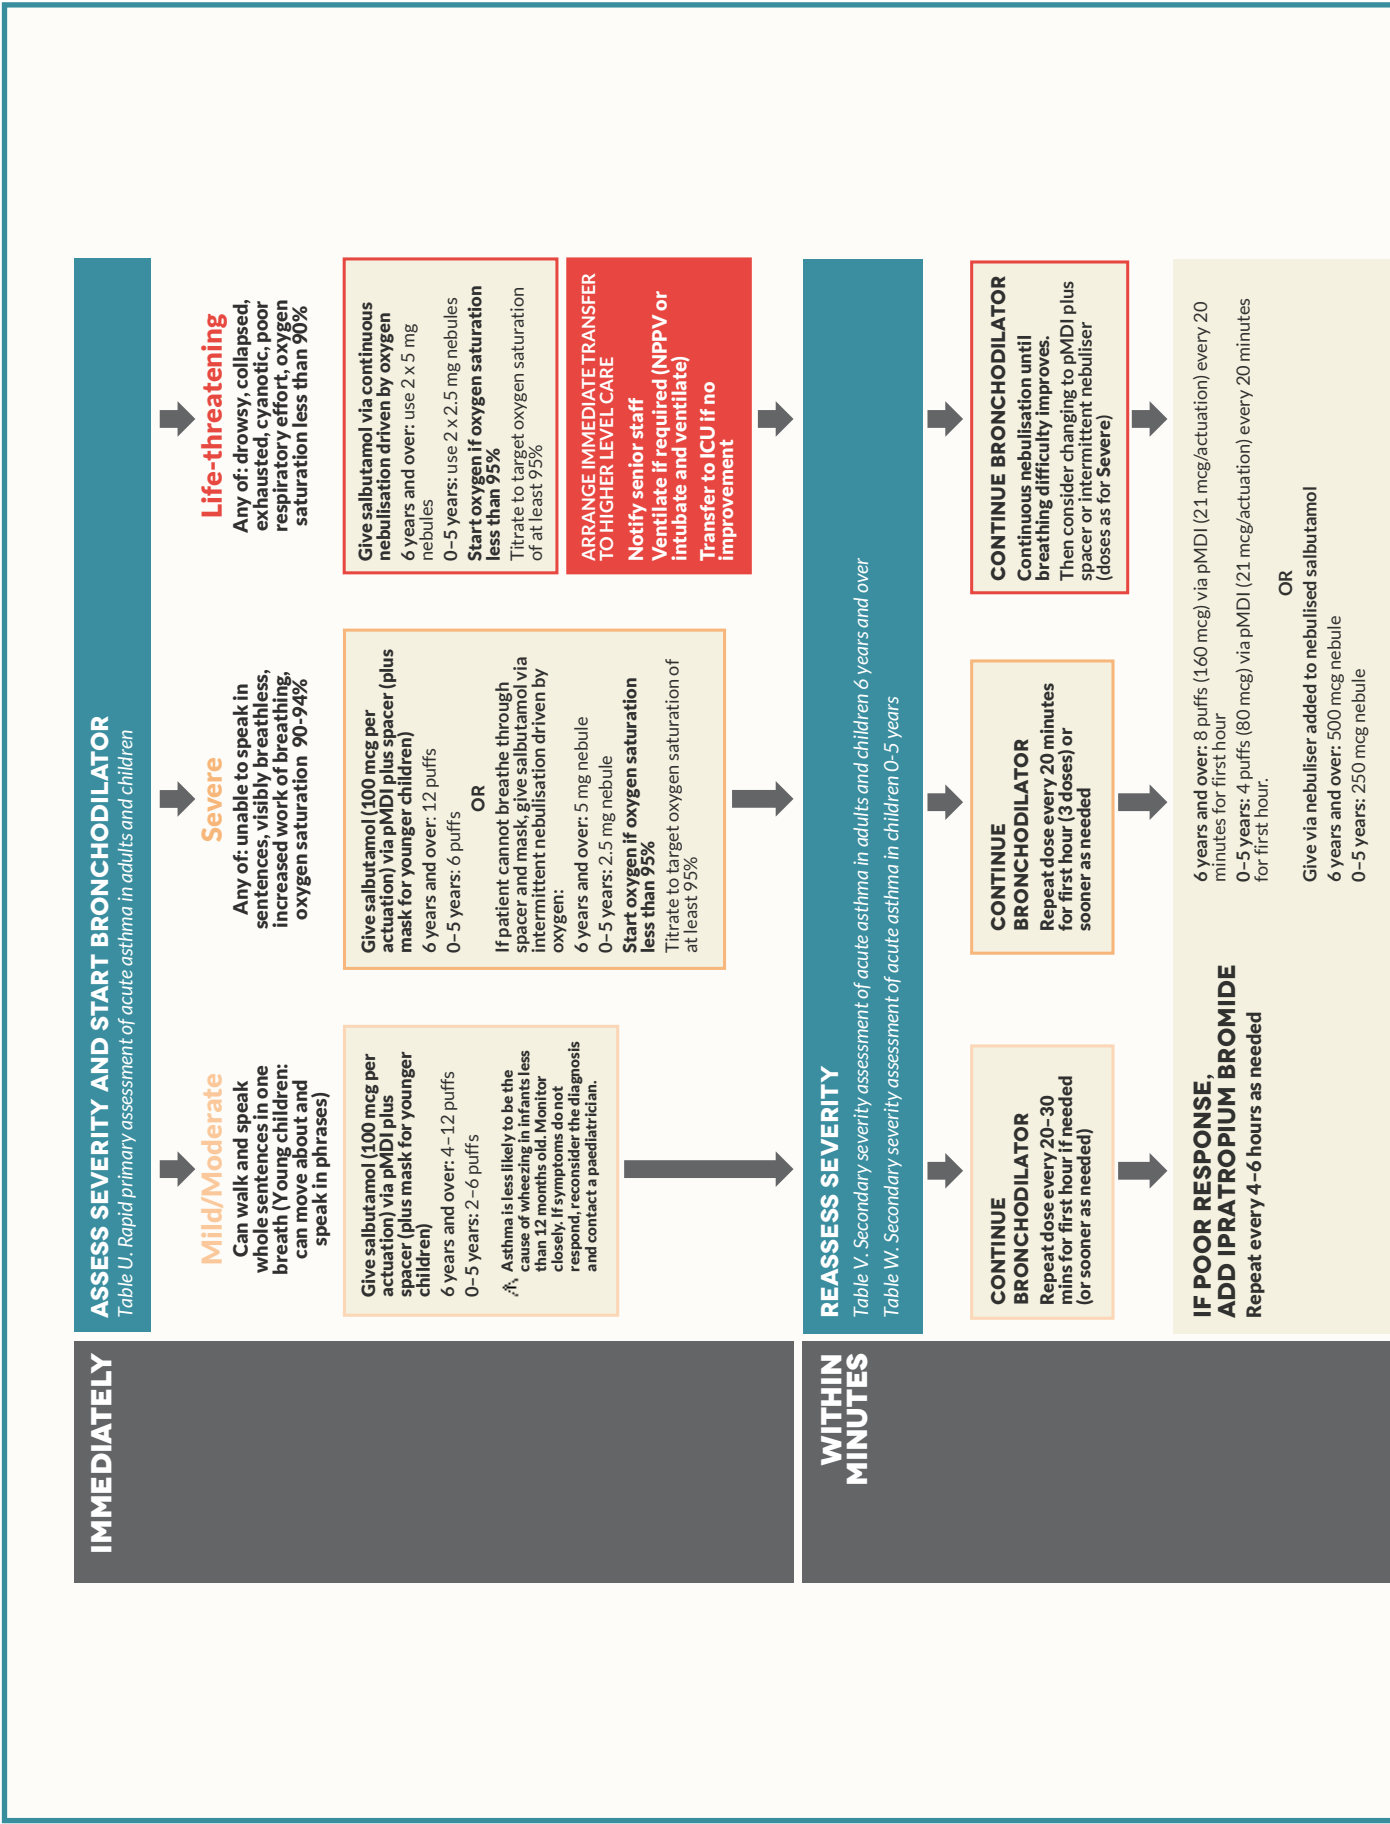 IMMEDIATELY
ASSESS SEVERITY AND START BRONCHODILATOR
Table U. Rapid primary assessment of acute asthma in adults and children
Mild/Moderate
Can walk and speak
whole sentences in one
breath (Young children:
can move about and
speak in phrases)
Give salbutamol (100 mcg per
actuation) via pMDI plus
spacer (plus mask for younger
children)
6 years and over: 4–12 puffs
0–5 years: 2–6 puffs
Asthma is less likely to be the
cause of wheezing in infants less
than 12 months old. Monitor
closely. If symptoms do not
respond, reconsider the diagnosis
and contact a paediatrician.
Severe
Any of: unable to speak in
sentences, visibly breathless,
increased work of breathing,
oxygen saturation 90-94%
Give salbutamol (100 mcg per
actuation) via pMDI plus spacer (plus
mask for younger children)
6 years and over: 12 puffs
0–5 years: 6 puffs
OR
If patient cannot breathe through
spacer and mask, give salbutamol via
intermittent nebulisation driven by
oxygen:
6 years and over: 5 mg nebule
0–5 years: 2.5 mg nebule
Start oxygen if oxygen saturation
less than 95%
Titrate to target oxygen saturation of
at least 95%
Life-threatening
Any of: drowsy, collapsed,
exhausted, cyanotic, poor
respiratory effort, oxygen
saturation less than 90%
Give salbutamol via continuous
nebulisation driven by oxygen
6 years and over: use 2 x 5 mg
nebules
0–5 years: use 2 x 2.5 mg nebules
Start oxygen if oxygen saturation
less than 95%
Titrate to target oxygen saturation
of at least 95%
ARRANGE IMMEDIATE TRANSFER
TO HIGHER LEVEL CARE
Notify senior staff
Ventilate if required (NPPV or
intubate and ventilate)
Transfer to ICU if no
improvement
WITHIN
MINUTES
REASSESS SEVERITY
Table V. Secondary severity assessment of acute asthma in adults and children 6 years and over
Table W. Secondary severity assessment of acute asthma in children 0-5 years
CONTINUE
BRONCHODILATOR
Repeat dose every 20–30
mins for first hour if needed
(or sooner as needed)
CONTINUE
BRONCHODILATOR
Repeat dose every 20 minutes
for first hour (3 doses) or
sooner as needed
CONTINUE BRONCHODILATOR
Continuous nebulisation until
breathing difficulty improves.
Then consider changing to pMDI plus
spacer or intermittent nebuliser
(doses as for Severe)
IF POOR RESPONSE,
ADD IPRATROPIUM BROMIDE
Repeat every 4–6 hours as needed
6 years and over: 8 puffs (160 mcg) via pMDI (21 mcg/actuation) every 20
minutes for first hour
0–5 years: 4 puffs (80 mcg) via pMDI (21 mcg/actuation) every 20 minutes
for first hour.
OR
Give via nebuliser added to nebulised salbutamol
6 years and over: 500 mcg nebule
0–5 years: 250 mcg nebule